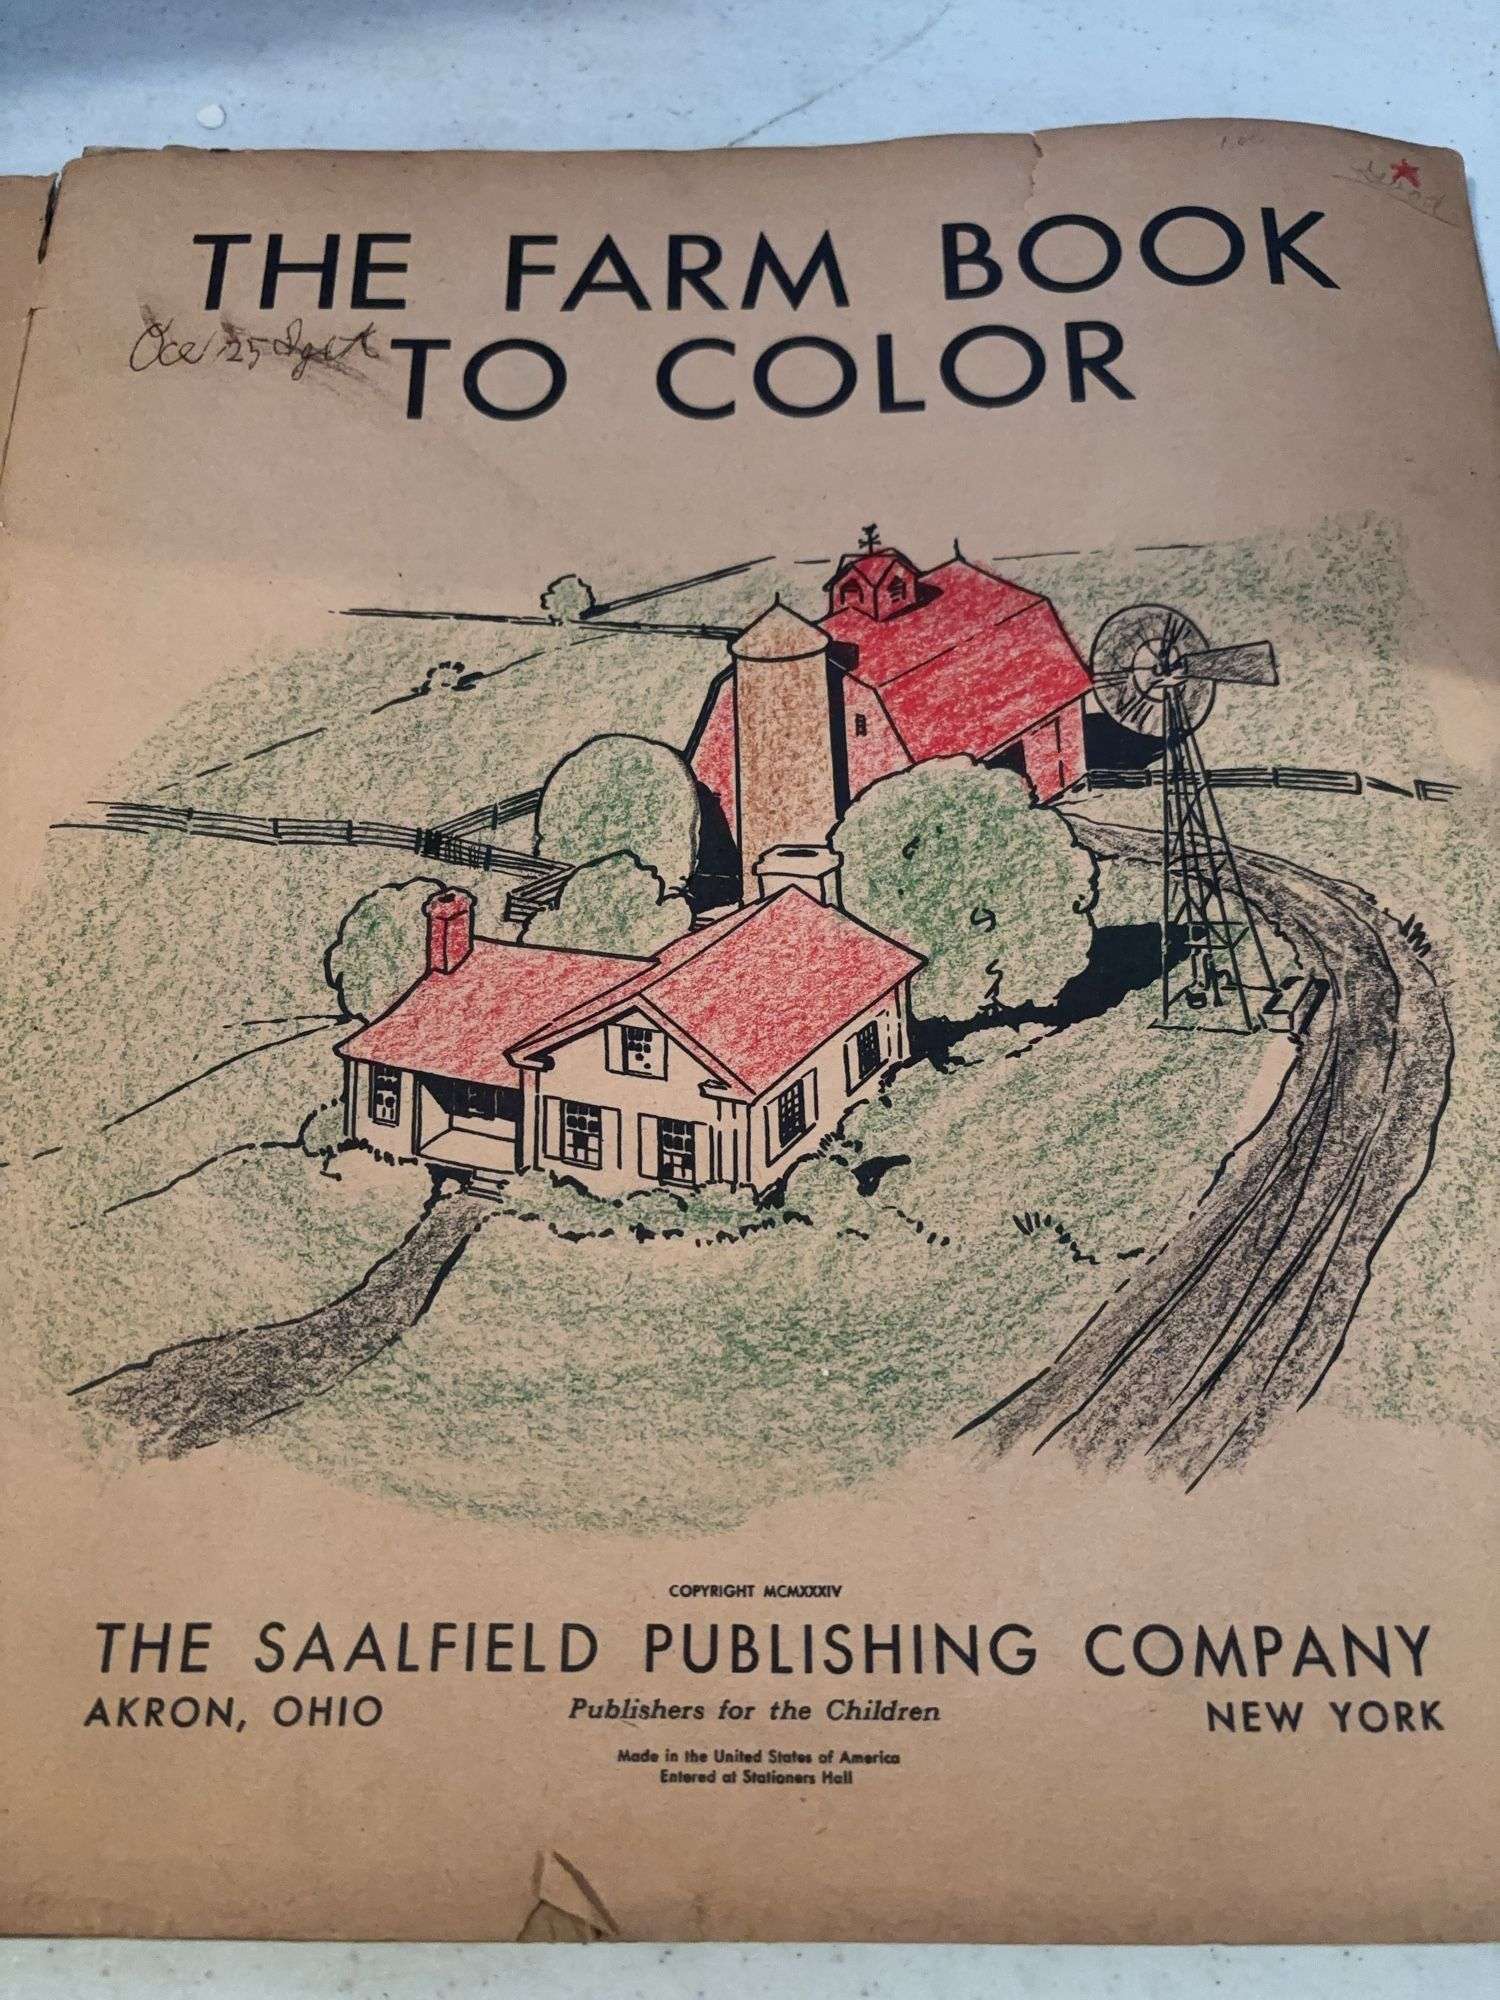 THE FARM BOOK
TO COLOR
COPYRIGHT MCMXXXIV
THE SAALFIELD PUBLISHING COMPANY
AKRON, OHIO Publishers for the Children NEW YORK
Made in the United States of America
Entered at Stationers Hall